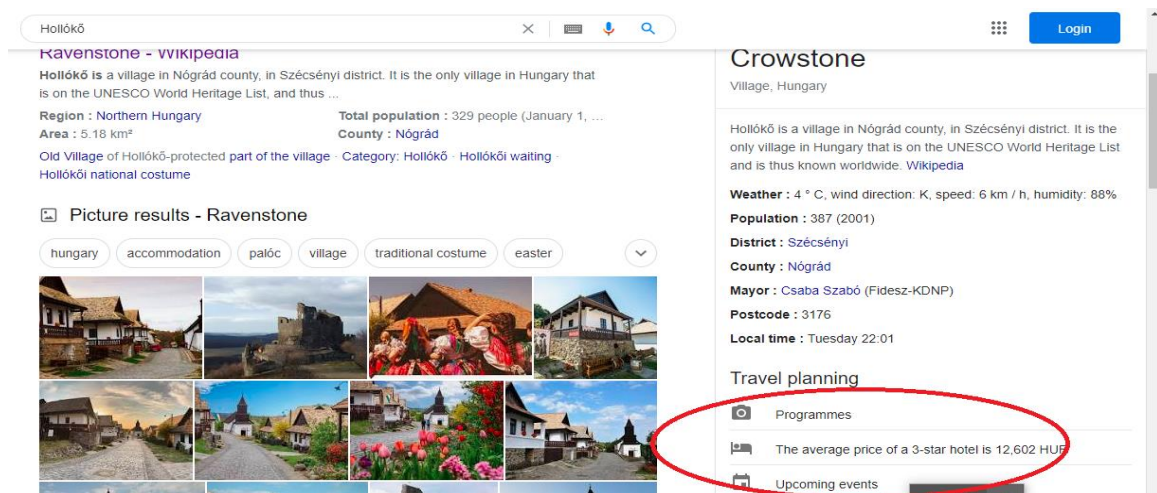 Hollókő
Login
Ravenstone - Wikipedia
Hollókő is a village in Nógrád county, in Szécsényi district. It is the only village in Hungary that
is on the UNESCO World Heritage List, and thus ...
Region : Northern Hungary
Total population : 329 people (January 1, ...
Area : 5.18 km²
County : Nógrád
Old Village of Hollókő-protected part of the village · Category: Hollókő · Hollókői waiting ·
Hollókői national costume
Picture results - Ravenstone
hungary
accommodation
palóc
village
traditional costume
easter
Crowstone
Village, Hungary
Hollókő is a village in Nógrád county, in Szécsényi district. It is the
only village in Hungary that is on the UNESCO World Heritage List
and is thus known worldwide. Wikipedia
Weather : 4 ° C, wind direction: K, speed: 6 km / h, humidity: 88%
Population : 387 (2001)
District : Szécsényi
County : Nógrád
Mayor : Csaba Szabó (Fidesz-KDNP)
Postcode : 3176
Local time : Tuesday 22:01
Travel planning
Programmes
The average price of a 3-star hotel is 12,602 HUF
Upcoming events